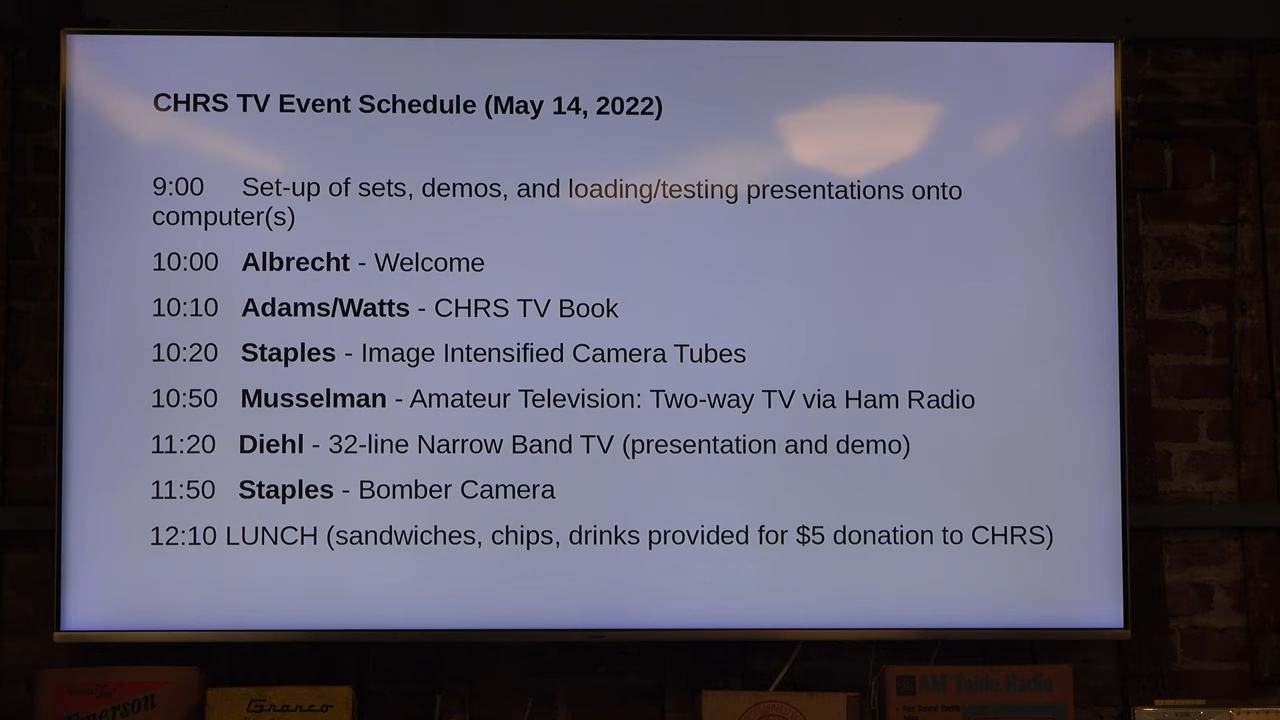 CHRS TV Event Schedule (May 14, 2022)
9:00 Set-up of sets, demos, and loading/testing presentations onto
computer(s)
10:00 Albrecht - Welcome
10:10 Adams/Watts - CHRS TV Book
10:20 Staples - Image Intensified Camera Tubes
10:50 Musselman - Amateur Television: Two-way TV via Ham Radio
11:20 Diehl - 32-line Narrow Band TV (presentation and demo)
11:50 Staples - Bomber Camera
12:10 LUNCH (sandwiches, chips, drinks provided for $5 donation to CHRS)
Emerson
Granco
AM Table Radio